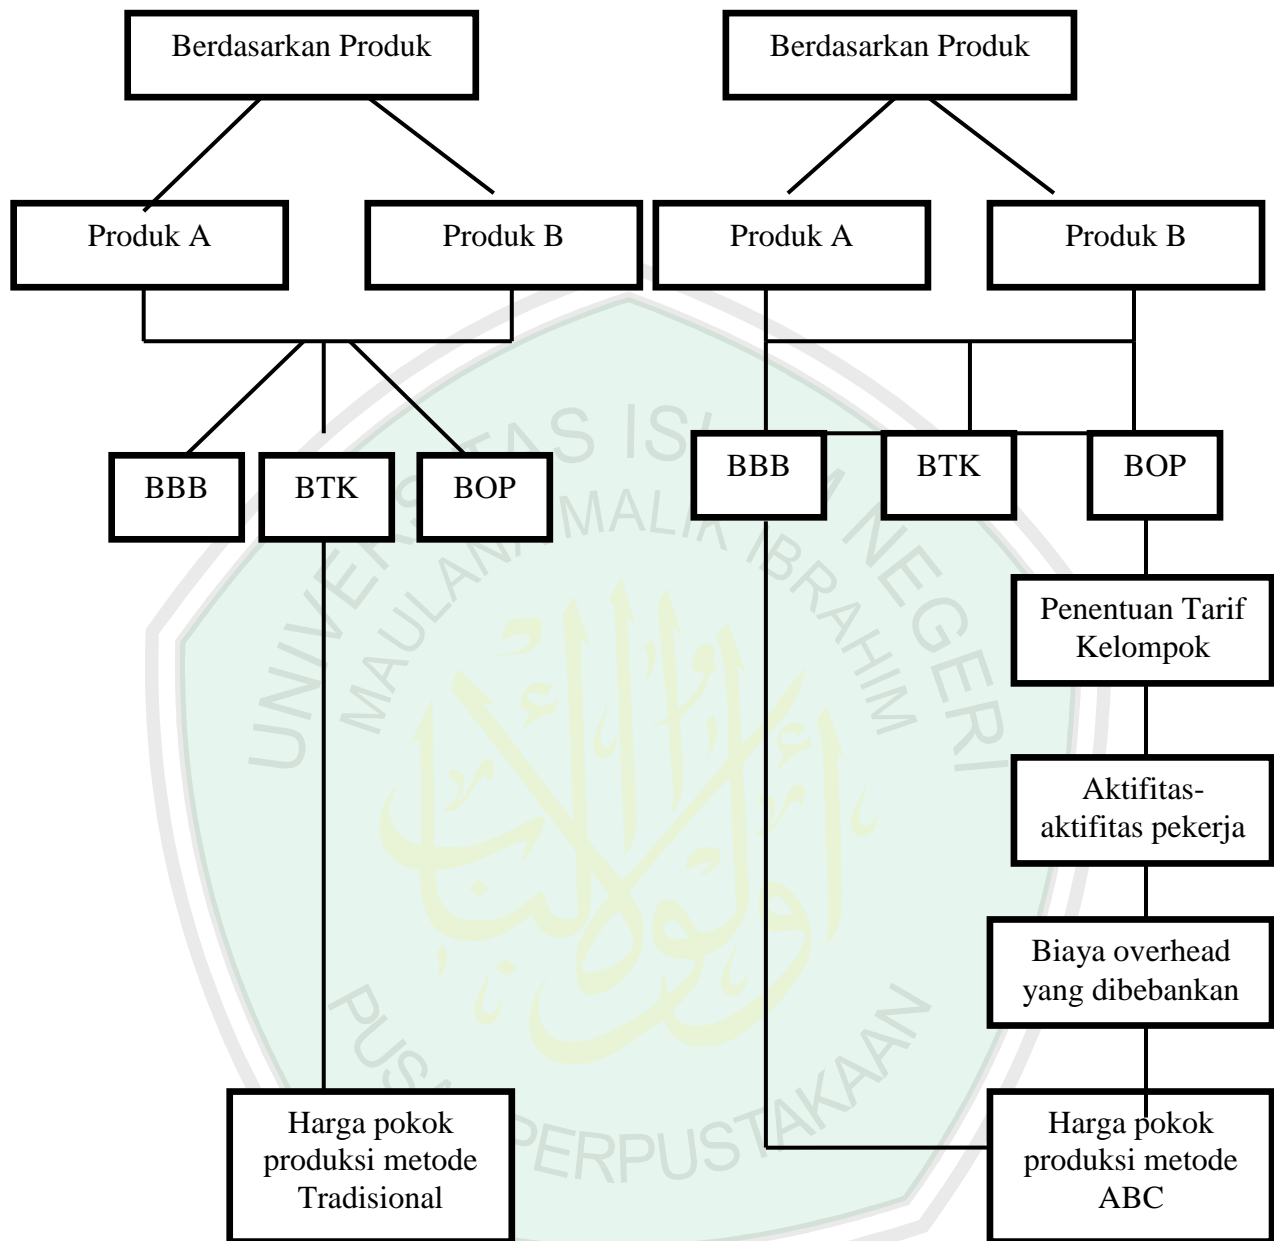 Berdasarkan Produk
Berdasarkan Produk
Produk A
Produk B
Produk A
Produk B
BBB
BTK
BOP
BBB
BTK
BOP
Penentuan Tarif
Kelompok
Aktifitas-
aktifitas pekerja
Biaya overhead
yang dibebankan
Harga pokok
produksi metode
Tradisional
Harga pokok
produksi metode
ABC
UNIVERSITAS ISLAM NEGERI
MAULANA MALIK IBRAHIM
PUSAT PERPUSTAKAAN